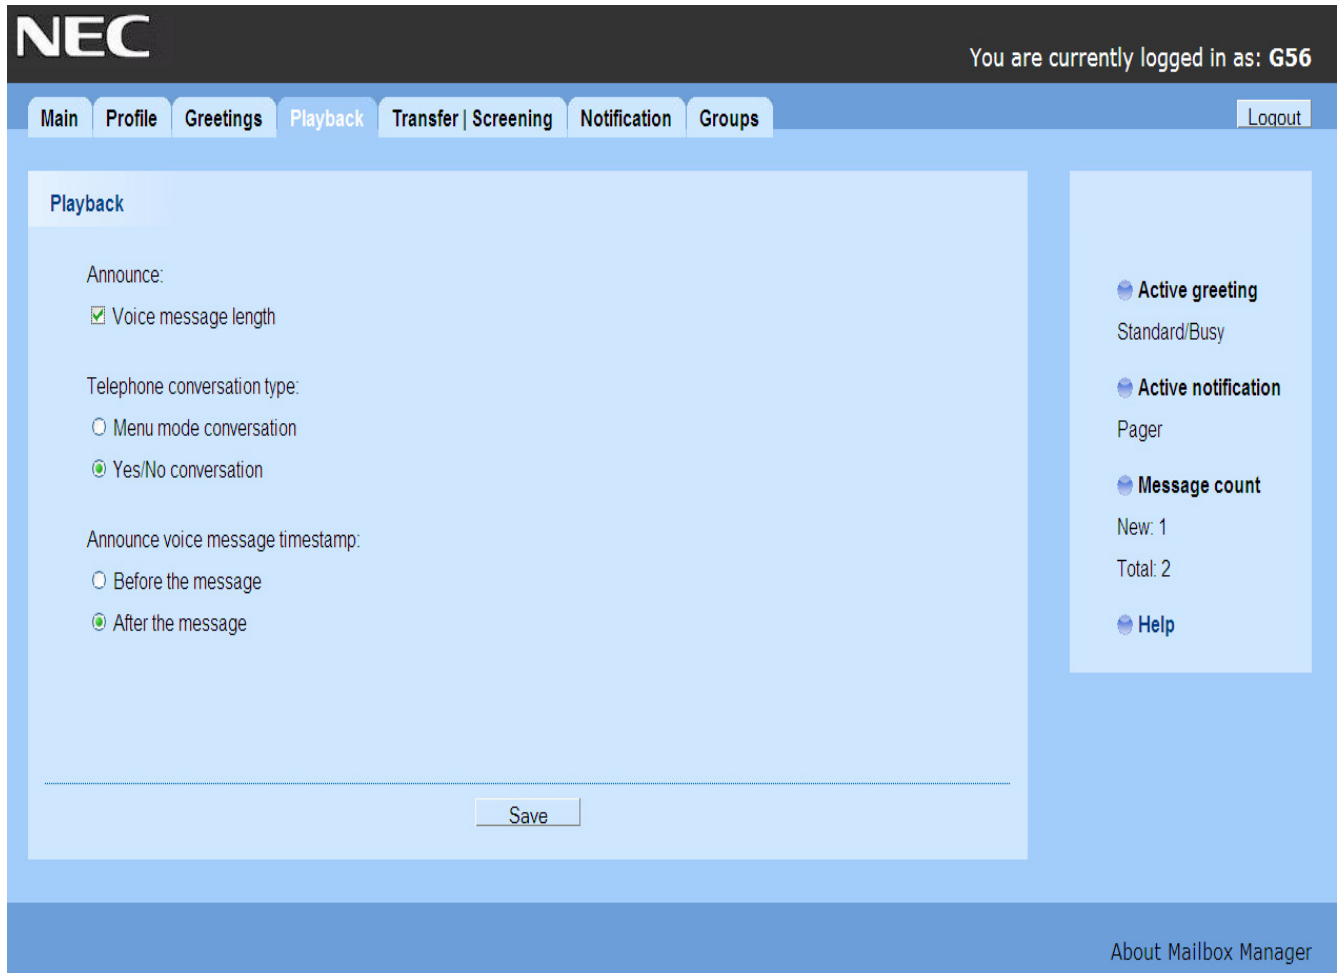 NEC
You are currently logged in as: G56
Main Profile Greetings Playback Transfer | Screening Notification Groups Logout
Playback
Announce:
Voice message length
Telephone conversation type:
Menu mode conversation
Yes/No conversation
Announce voice message timestamp:
Before the message
After the message
Save
Active greeting
Standard/Busy
Active notification
Pager
Message count
New: 1
Total: 2
Help
About Mailbox Manager